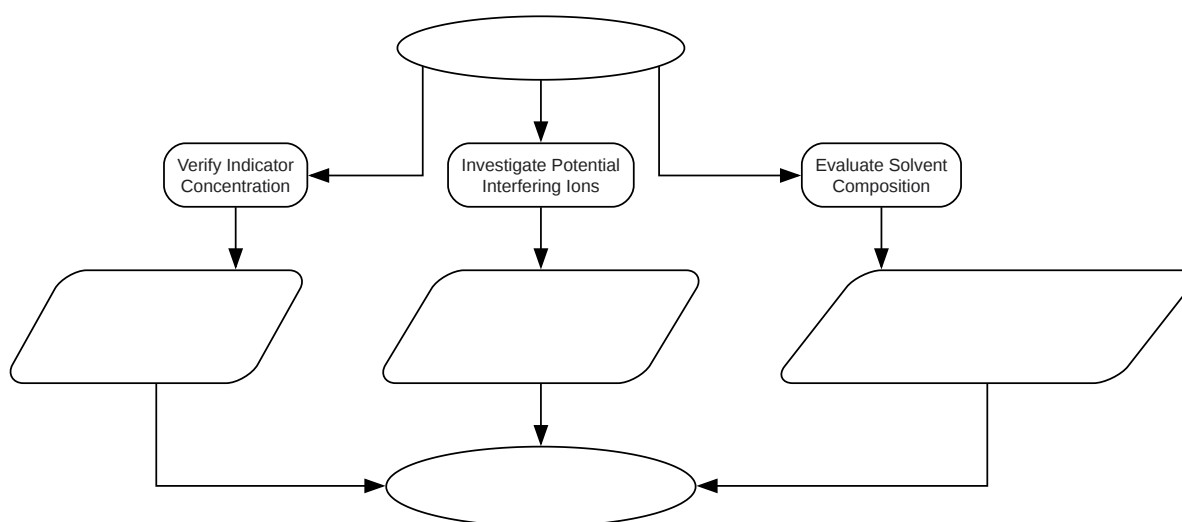 Verify Indicator
Concentration
Investigate Potential
Interfering Ions
Evaluate Solvent
Composition